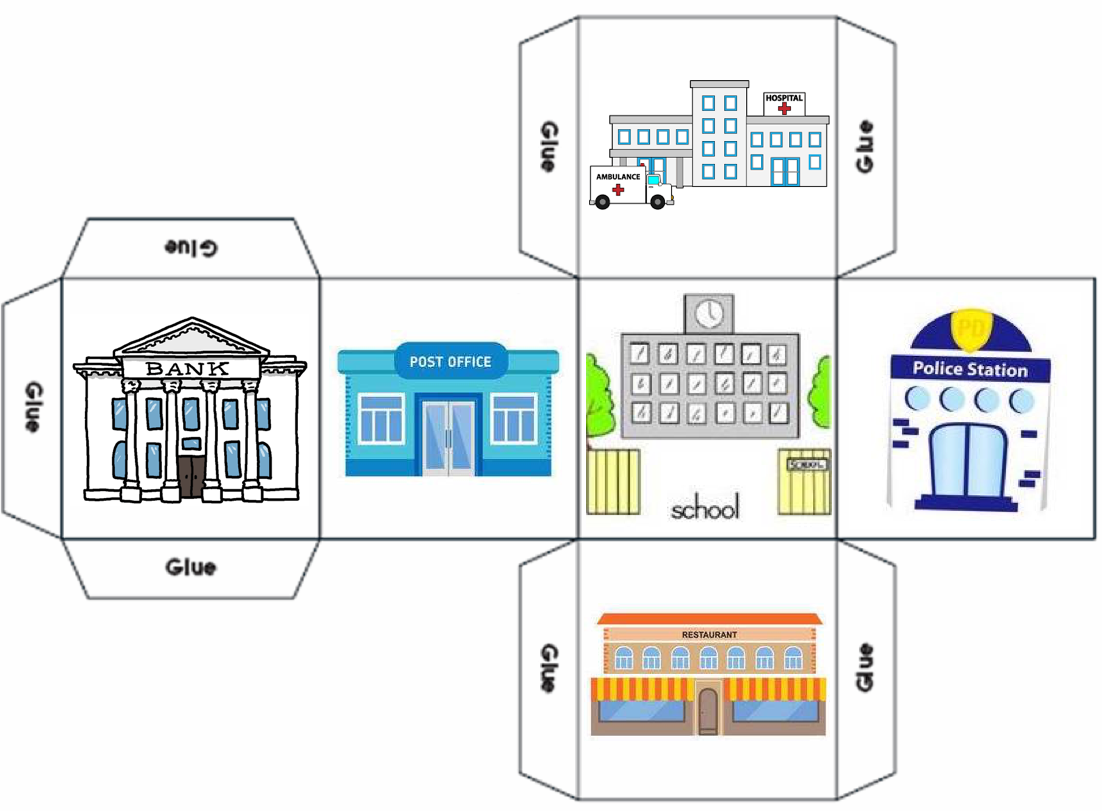 HOSPITAL
AMBULANCE
Glue
Glue
Glue
Glue
BANK
POST OFFICE
SCHOOL
school
PD
Police Station
Glue
RESTAURANT
Glue
Glue